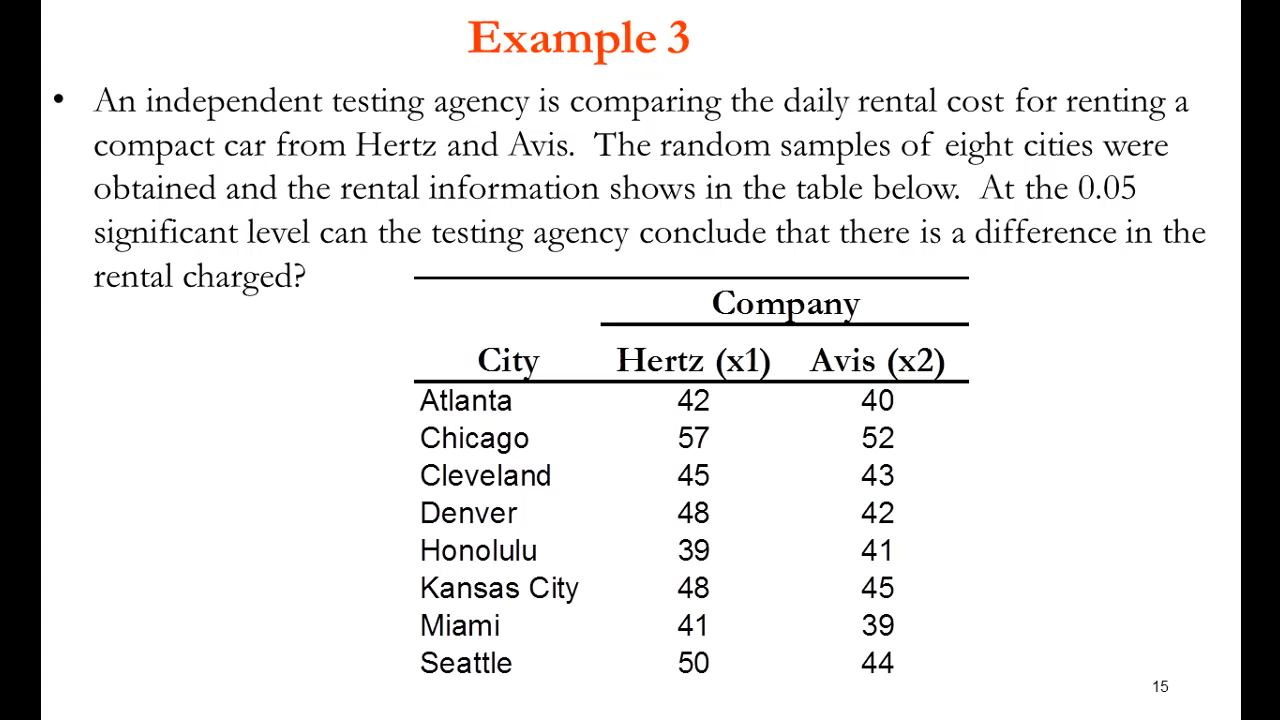 Example 3
• An independent testing agency is comparing the daily rental cost for renting a
compact car from Hertz and Avis.  The random samples of eight cities were
obtained and the rental information shows in the table below.  At the 0.05
significant level can the testing agency conclude that there is a difference in the
rental charged?
Company
City Hertz (x1) Avis (x2)
Atlanta 42 40
Chicago 57 52
Cleveland 45 43
Denver 48 42
Honolulu 39 41
Kansas City 48 45
Miami 41 39
Seattle 50 44
15